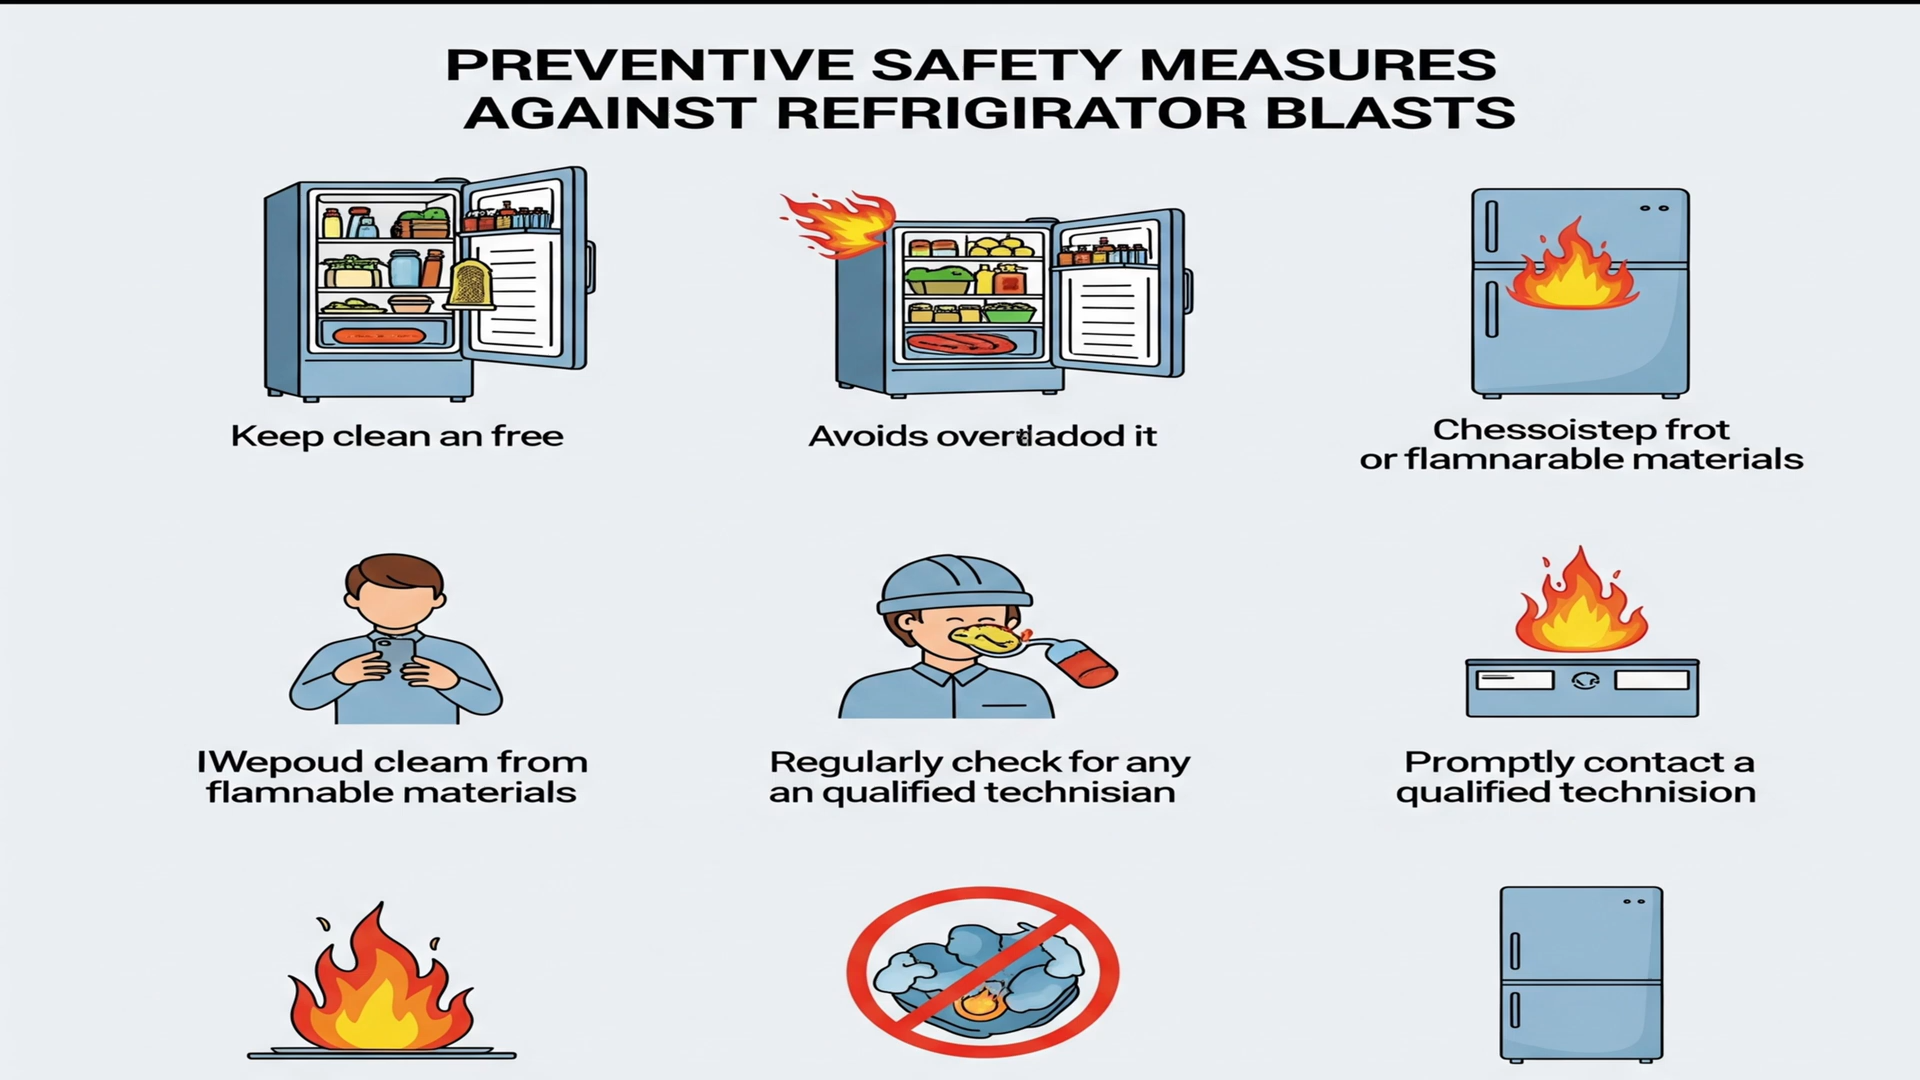 PREVENTIVE SAFETY MEASURES
AGAINST REFRIGIRATOR BLASTS
Keep clean an free
Avoids overdadod it
Chessoistep frot
or flamnarable materials
IWepoud cleam from
flamnable materials
Regularly check for any
an qualified technisian
Promptly contact a
qualified technision